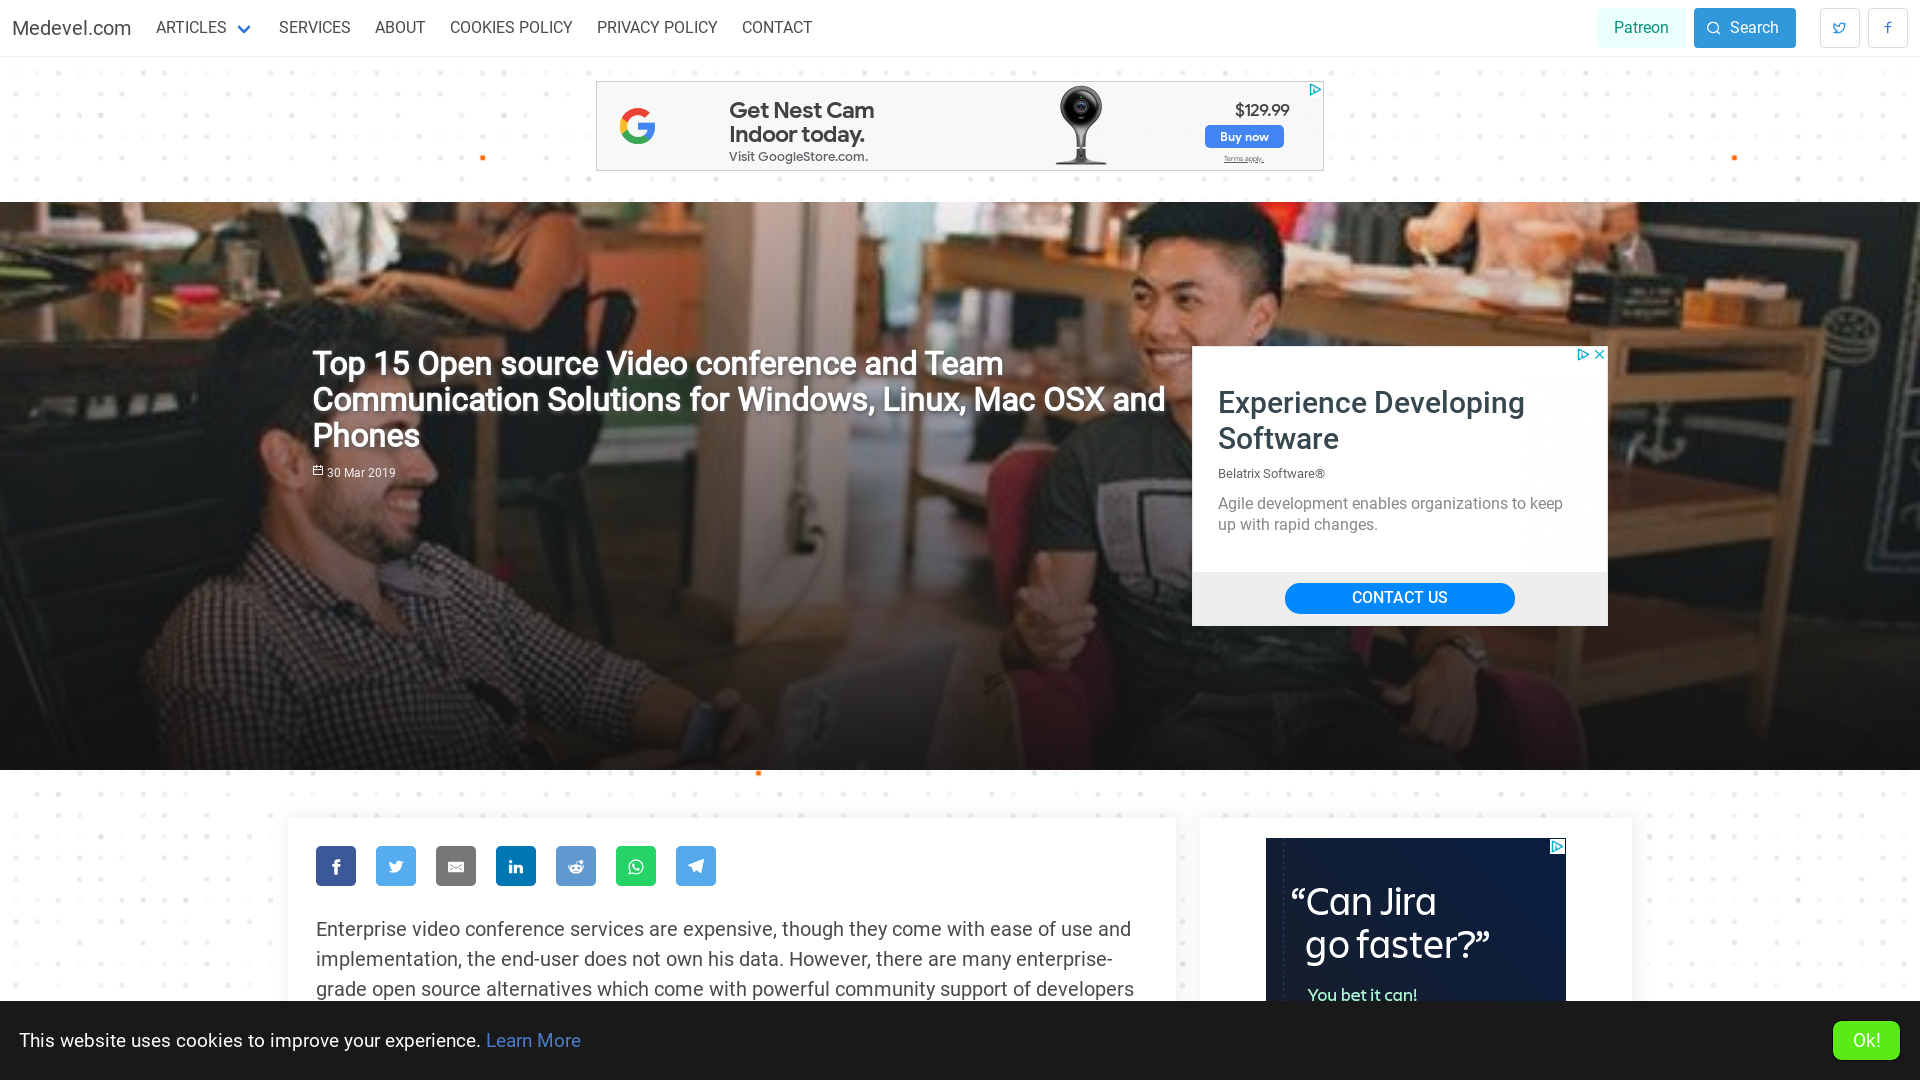 Medevel.com
ARTICLES
SERVICES
ABOUT
COOKIES POLICY
PRIVACY POLICY
CONTACT
Patreon
Search
Get Nest Cam
Indoor today.
Visit GoogleStore.com.
$129.99
Buy now
Terms apply.
Top 15 Open source Video conference and Team
Communication Solutions for Windows, Linux, Mac OSX and
Phones
30 Mar 2019
Experience Developing
Software
Belatrix Software®
Agile development enables organizations to keep
up with rapid changes.
CONTACT US
Enterprise video conference services are expensive, though they come with ease of use and
implementation, the end-user does not own his data. However, there are many enterprise-
grade open source alternatives which come with powerful community support of developers
“Can Jira
go faster?”
You bet it can!
This website uses cookies to improve your experience. Learn More
Ok!